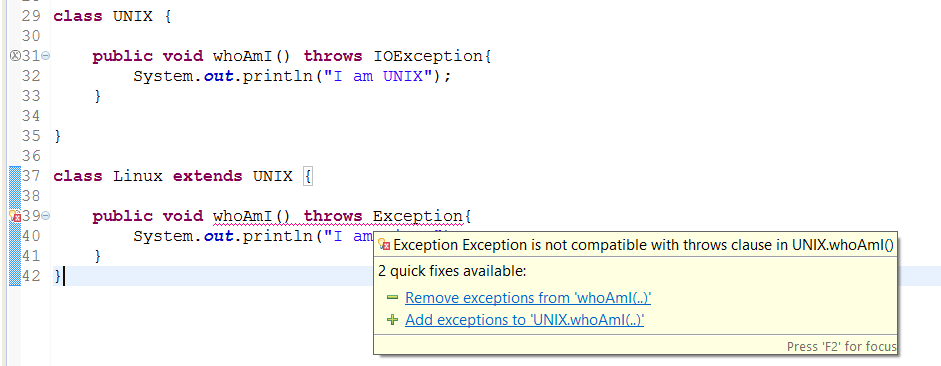 29 class UNIX {
30
31 public void whoAmI() throws IOException{
32 System.out.println("I am UNIX");
33 }
34
35 }
36
37 class Linux extends UNIX {
38
39 public void whoAmI() throws Exception{
40 System.out.println("I am
41 }
42 }
Exception Exception is not compatible with throws clause in UNIX.whoAmI()
2 quick fixes available:
Remove exceptions from 'whoAmI(..)'
Add exceptions to 'UNIX.whoAmI(..)'
Press 'F2' for focus